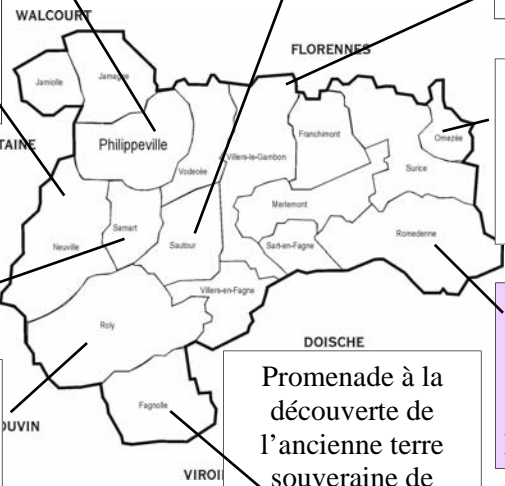 WALCOURT
FLORENNES
Jamiolle
Jamagne
TAINE
Philippeville
Franchimont
Omezée
Vodecée
Villers-le-Gambon
Surice
Merlemont
Samart
Neuville
Sautour
Sart-en-Fagne
Romedenne
Villers-en-Fagne
Roly
DOISCHE
Promenade à la
découverte de
l'ancienne terre
souveraine de
Fagnolle
OUVIN
VIROI